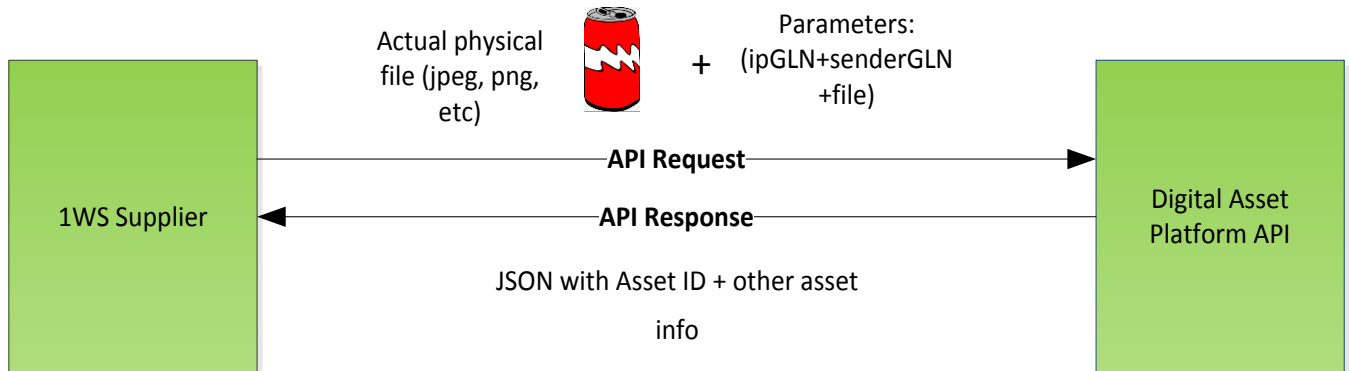 Actual physical
file (jpeg, png,
etc)
+
Parameters:
(ipGLN+senderGLN
+file)
API Request
1WS Supplier
API Response
Digital Asset
Platform API
JSON with Asset ID + other asset
info